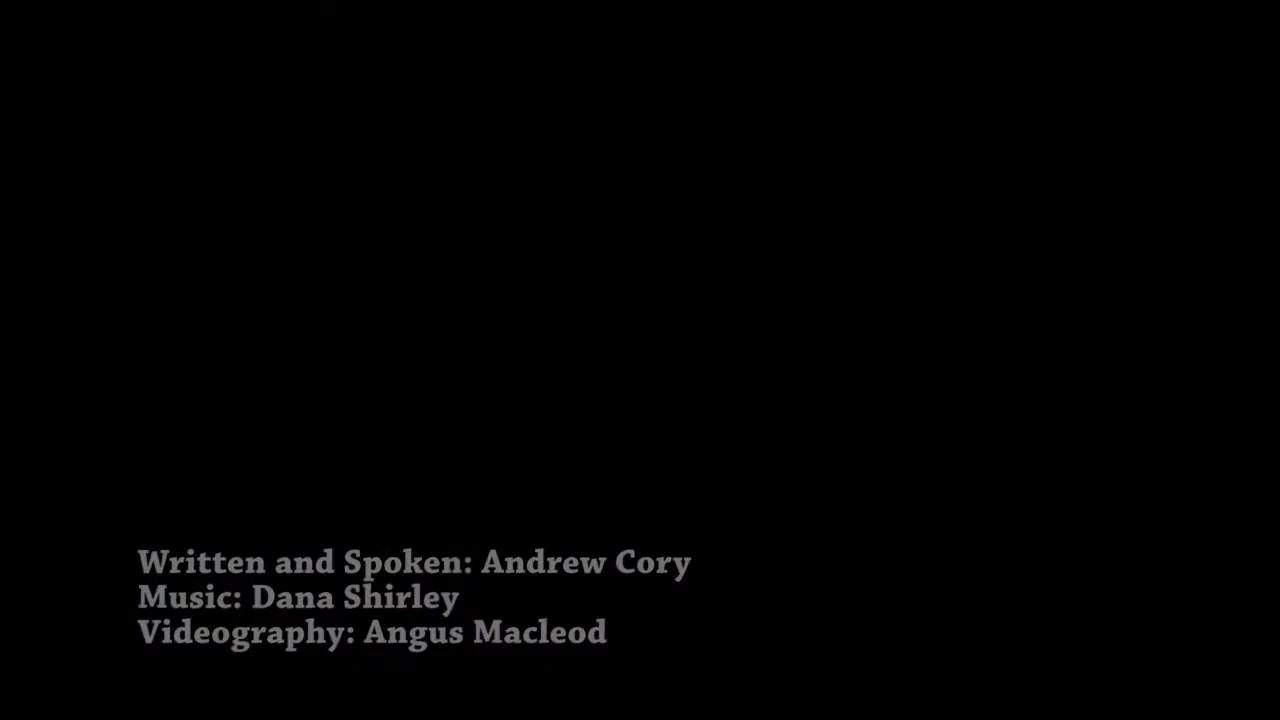 Written and Spoken: Andrew Cory
Music: Dana Shirley
Videography: Angus Macleod